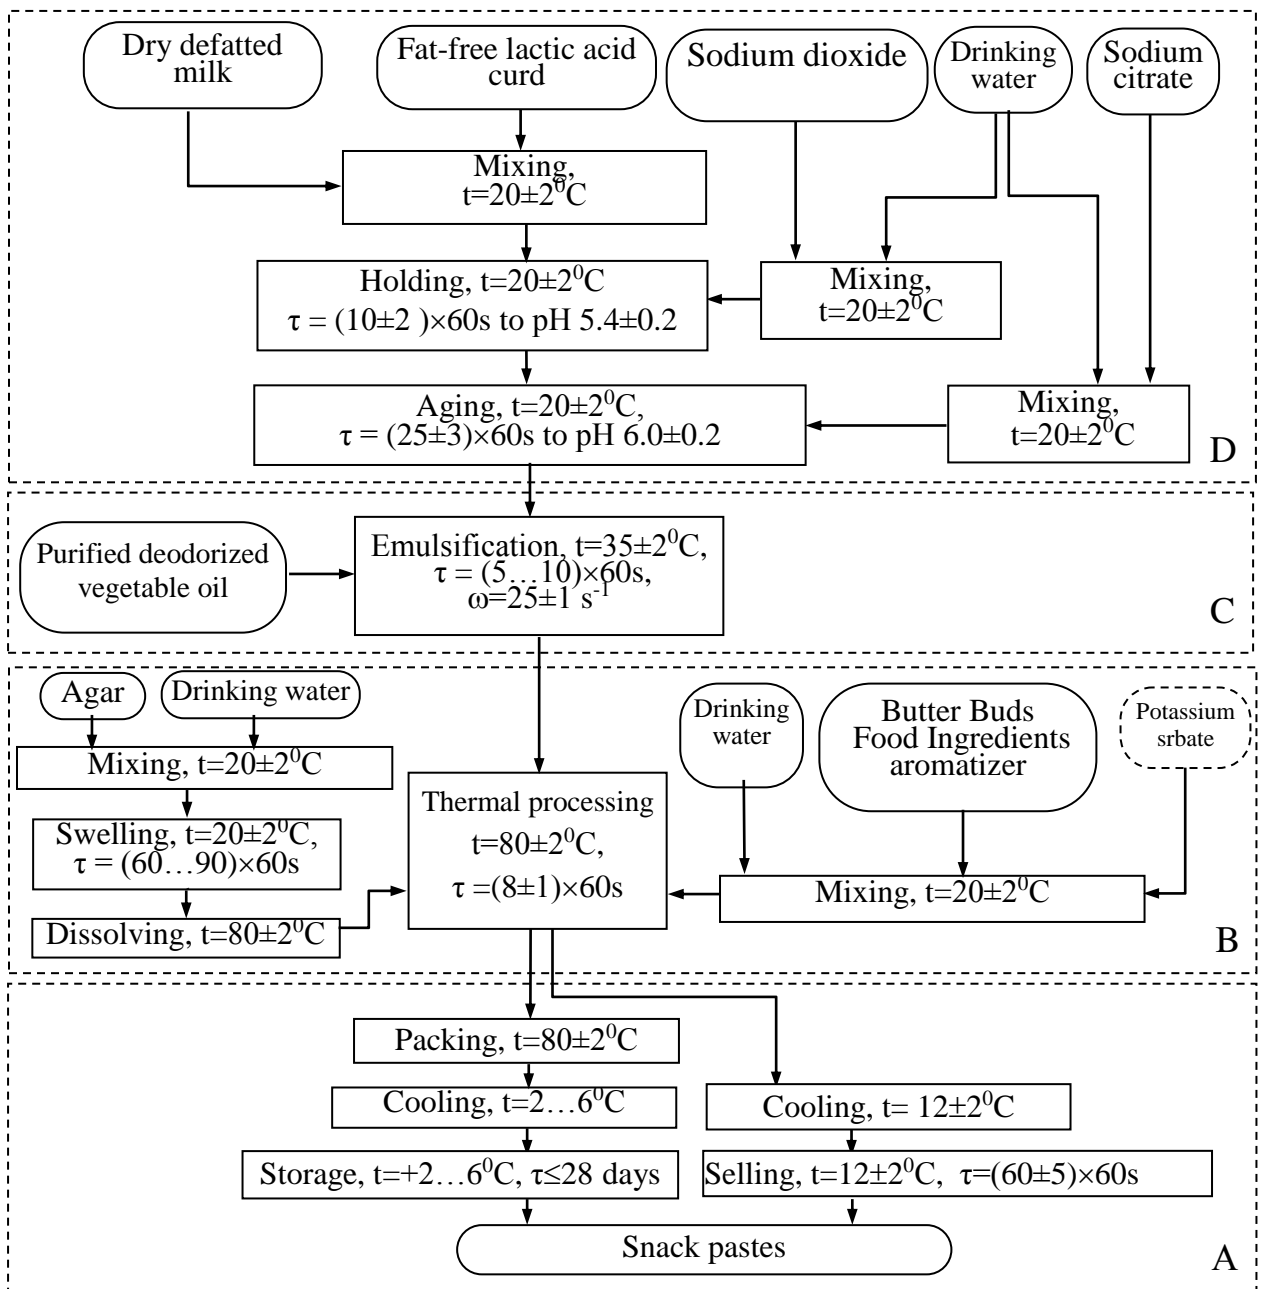 Dry defatted
milk
Fat-free lactic acid
curd
Sodium dioxide
Drinking
water
Sodium
citrate
Mixing,
t=20±2⁰C
Holding, t=20±2⁰C
τ = (10±2 )×60s to pH 5.4±0.2
Mixing,
t=20±2⁰C
Aging, t=20±2⁰C,
τ = (25±3)×60s to pH 6.0±0.2
Mixing,
t=20±2⁰C
D
Purified deodorized
vegetable oil
Emulsification, t=35±2⁰C,
τ = (5…10)×60s,
ω=25±1 s⁻¹
C
Agar
Drinking water
Mixing, t=20±2⁰C
Swelling, t=20±2⁰C,
τ = (60…90)×60s
Dissolving, t=80±2⁰C
Thermal processing
t=80±2⁰C,
τ =(8±1)×60s
Drinking
water
Butter Buds
Food Ingredients
aromatizer
Potassium
srbate
Mixing, t=20±2⁰C
B
Packing, t=80±2⁰C
Cooling, t=2…6⁰C
Storage, t=+2…6⁰C, τ≤28 days
Cooling, t= 12±2⁰C
Selling, t=12±2⁰C, τ=(60±5)×60s
Snack pastes
A